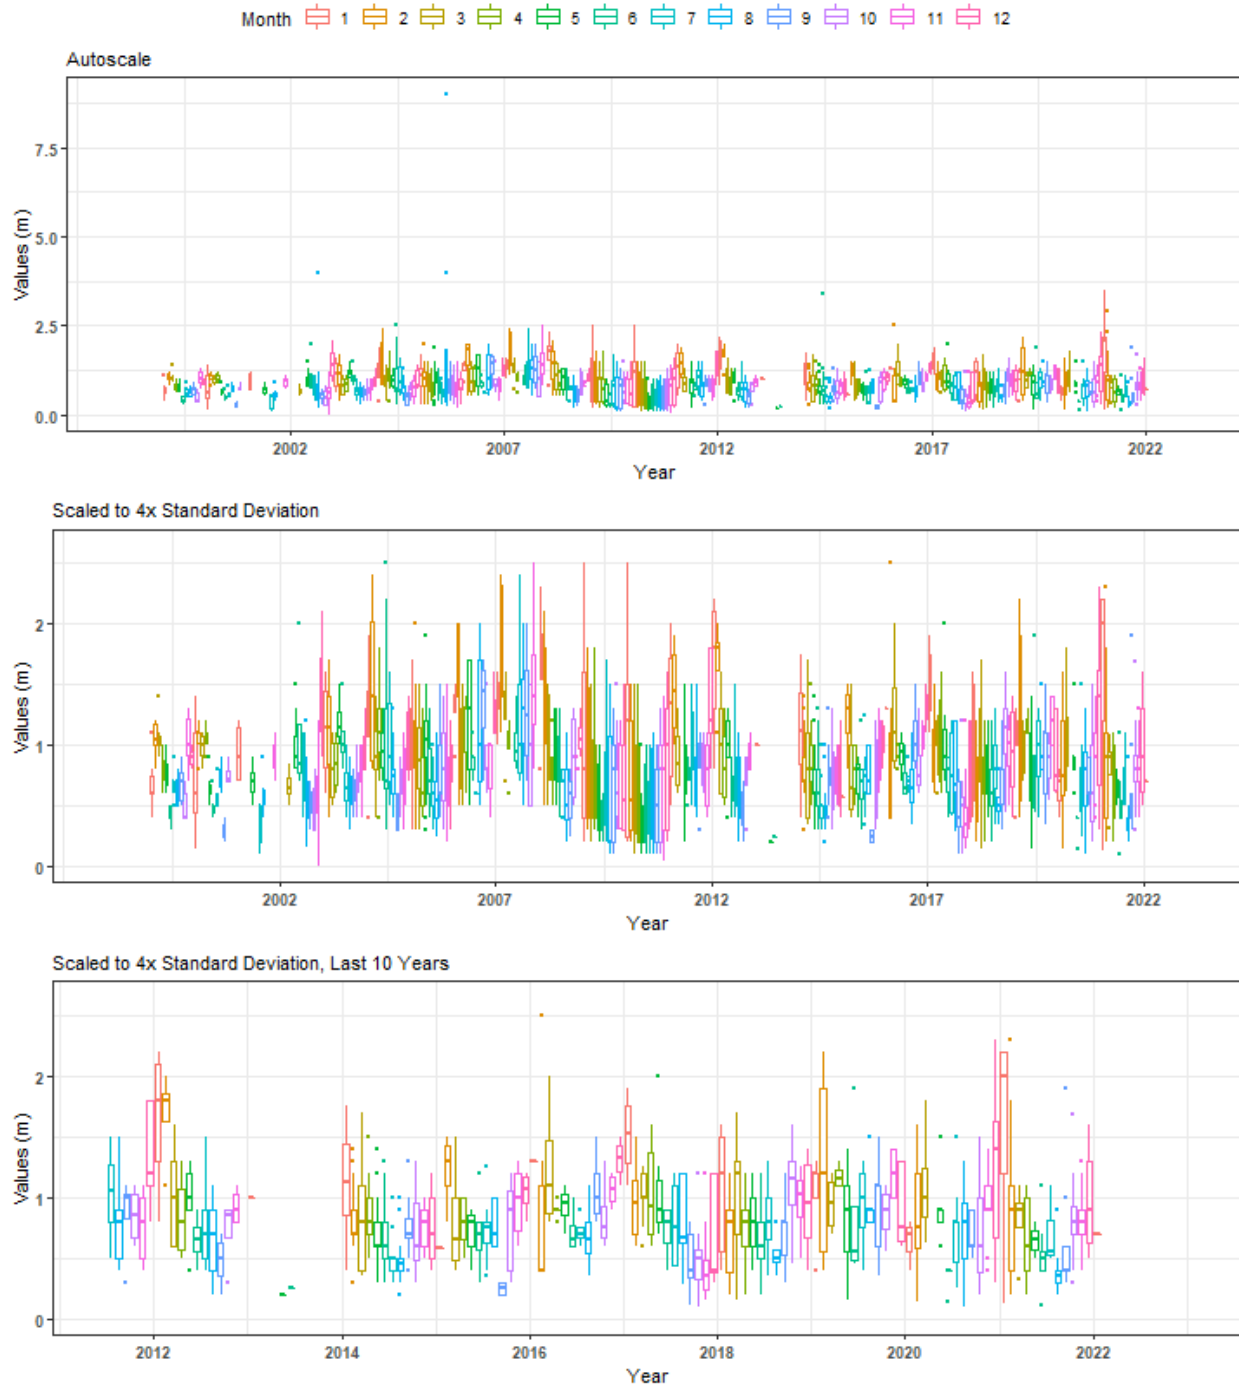 Month 1 2 3 4 5 6 7 8 9 10 11 12
Autoscale
Values (m)
7.5
5.0
2.5
0.0
2002 2007 2012 2017 2022
Year
Scaled to 4x Standard Deviation
Values (m)
2
1
0
2002 2007 2012 2017 2022
Year
Scaled to 4x Standard Deviation, Last 10 Years
Values (m)
2
1
0
2012 2014 2016 2018 2020 2022
Year